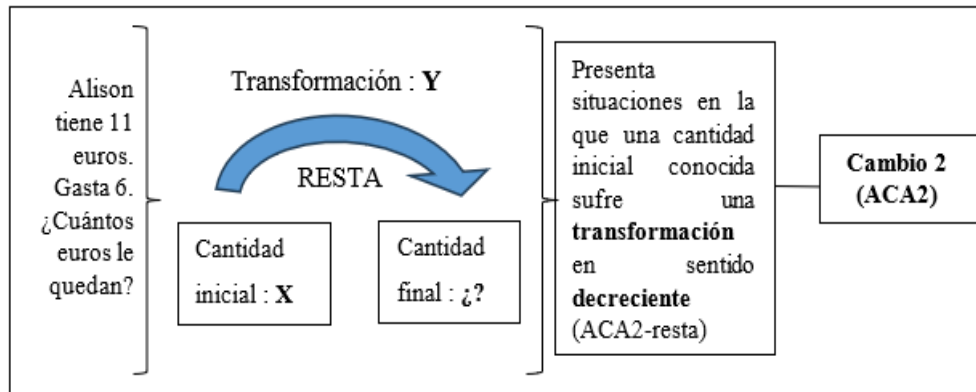 Alison
tiene 11
euros.
Gasta 6.
¿Cuántos
euros le
quedan?
Transformación : Y
RESTA
Cantidad
inicial : X
Cantidad
final : ¿?
Presenta
situaciones en la
que una cantidad
inicial conocida
sufre una
transformación
en sentido
decreciente
(ACA2-resta)
Cambio 2
(ACA2)